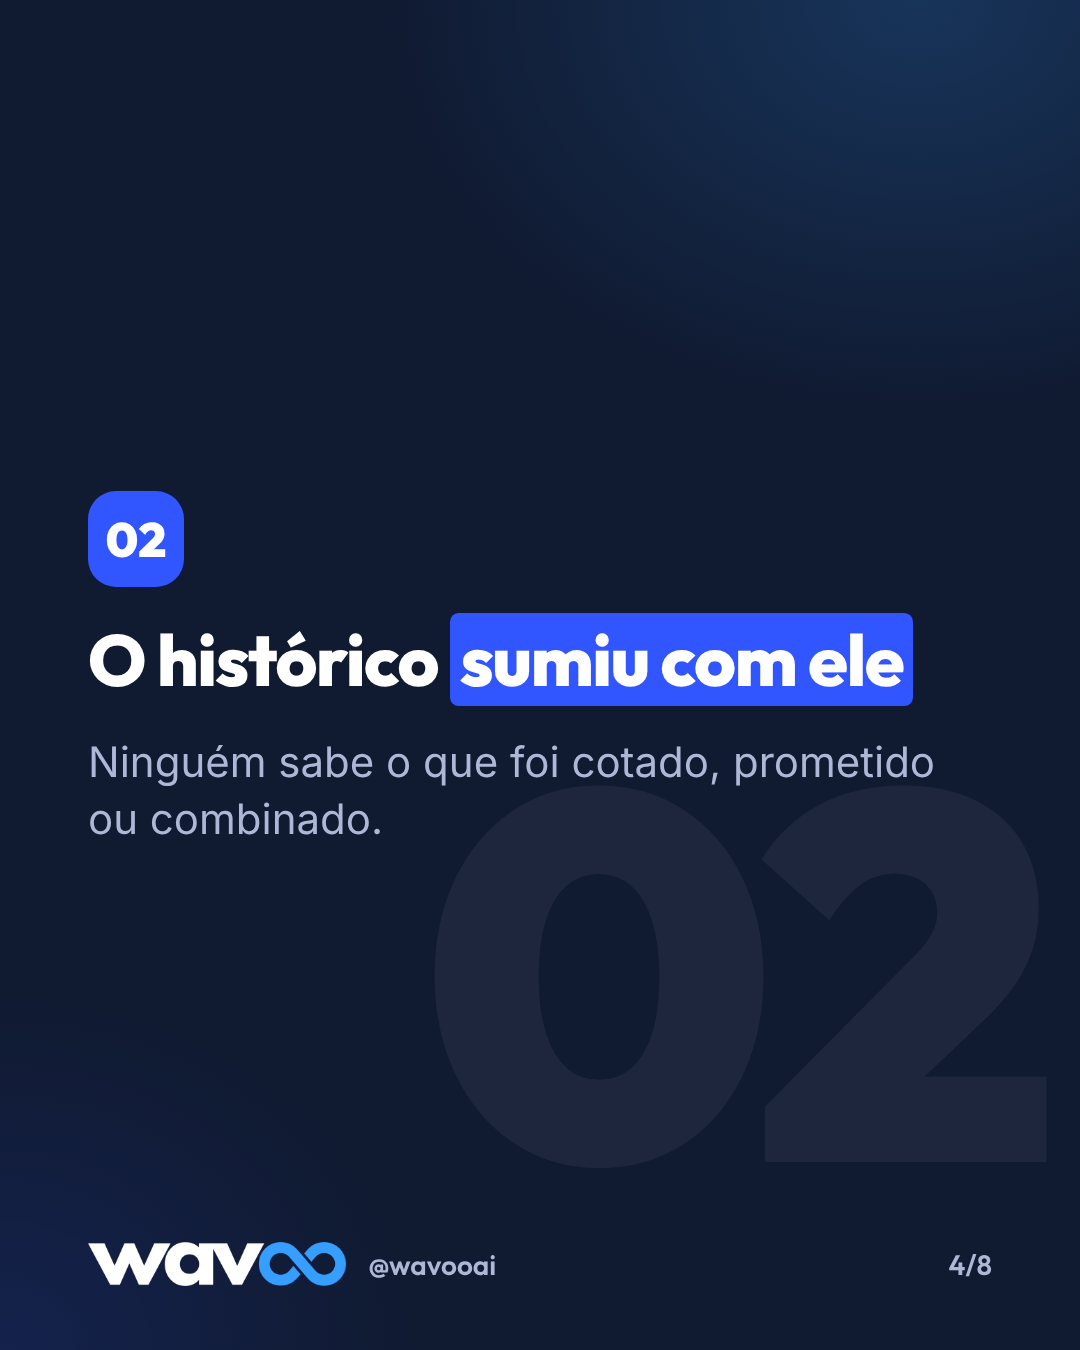 02
O histórico sumiu com ele
Ninguém sabe o que foi cotado, prometido
ou combinado.
02
wavoo
@wavooai
4/8